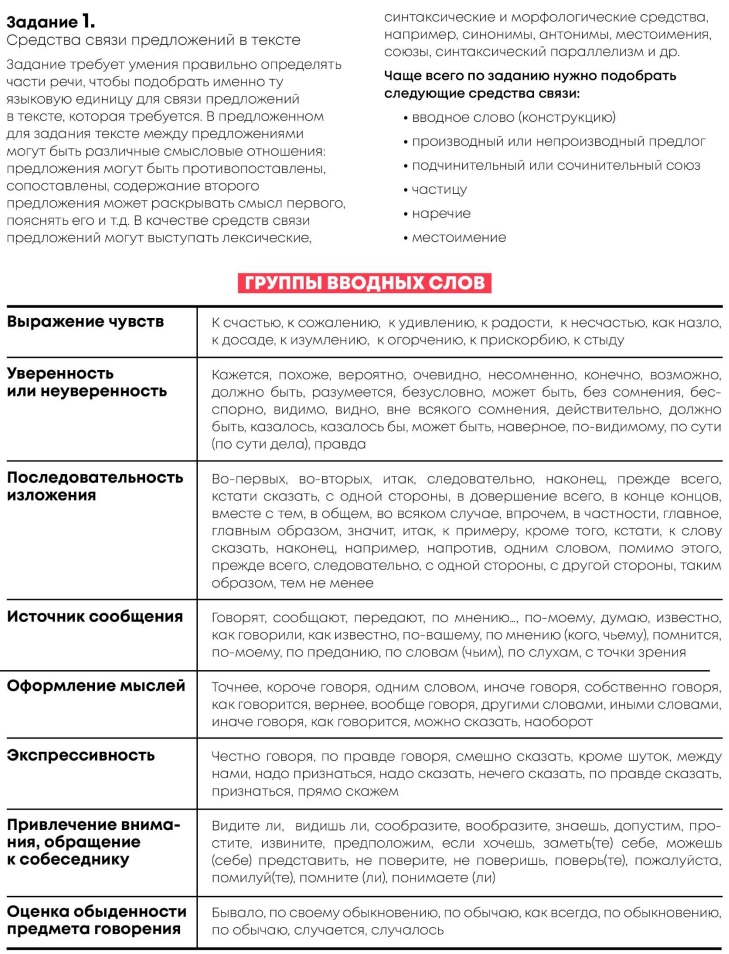 Задание 1.
Средства связи предложений в тексте
Задание требует умения правильно определять
части речи, чтобы подобрать именно ту
языковую единицу для связи предложений
в тексте, которая требуется. В предложенном
для задания тексте между предложениями
могут быть различные смысловые отношения:
предложения могут быть противопоставлены,
сопоставлены, содержание второго
предложения может раскрывать смысл первого,
пояснять его и т.д. В качестве средств связи
предложений могут выступать лексические,
синтаксические и морфологические средства,
например, синонимы, антонимы, местоимения,
союзы, синтаксический параллелизм и др.
Чаще всего по заданию нужно подобрать
следующие средства связи:
• вводное слово (конструкцию)
• производный или непроизводный предлог
• подчинительный или сочинительный союз
• частицу
• наречие
• местоимение
ГРУППЫ ВВОДНЫХ СЛОВ
Выражение чувств
К счастью, к сожалению, к удивлению, к радости, к несчастью, как назло,
к досаде, к изумлению, к огорчению, к прискорбию, к стыду
Уверенность
или неуверенность
Кажется, похоже, вероятно, очевидно, несомненно, конечно, возможно,
должно быть, разумеется, безусловно, может быть, без сомнения, бес-
спорно, видимо, видно, вне всякого сомнения, действительно, должно
быть, казалось, казалось бы, может быть, наверное, по-видимому, по сути
(по сути дела), правда
Последовательность
изложения
Во-первых, во-вторых, итак, следовательно, наконец, прежде всего,
кстати сказать, с одной стороны, в довершение всего, в конце концов,
вместе с тем, в общем, во всяком случае, впрочем, в частности, главное,
главным образом, значит, итак, к примеру, кроме того, кстати, к слову
сказать, наконец, например, напротив, одним словом, помимо этого,
прежде всего, следовательно, с одной стороны, с другой стороны, таким
образом, тем не менее
Источник сообщения
Говорят, сообщают, передают, по мнению..., по-моему, думаю, известно,
как говорили, как известно, по-вашему, по мнению (кого, чьему), помнится,
по-моему, по преданию, по словам (чьим), по слухам, с точки зрения
Оформление мыслей
Точнее, короче говоря, одним словом, иначе говоря, собственно говоря,
как говорится, вернее, вообще говоря, другими словами, иными словами,
иначе говоря, как говорится, можно сказать, наоборот
Экспрессивность
Честно говоря, по правде говоря, смешно сказать, кроме шуток, между
нами, надо признаться, надо сказать, нечего сказать, по правде сказать,
признаться, прямо скажем
Привлечение внима-
ния, обращение
к собеседнику
Видите ли, видишь ли, сообразите, вообразите, знаешь, допустим, про-
стите, извините, предположим, если хочешь, заметь(те) себе, можешь
(себе) представить, не поверите, не поверишь, поверь(те), пожалуйста,
помилуй(те), помните (ли), понимаете (ли)
Оценка обыденности
предмета говорения
Бывало, по своему обыкновению, по обычаю, как всегда, по обыкновению,
по обычаю, случается, случалось